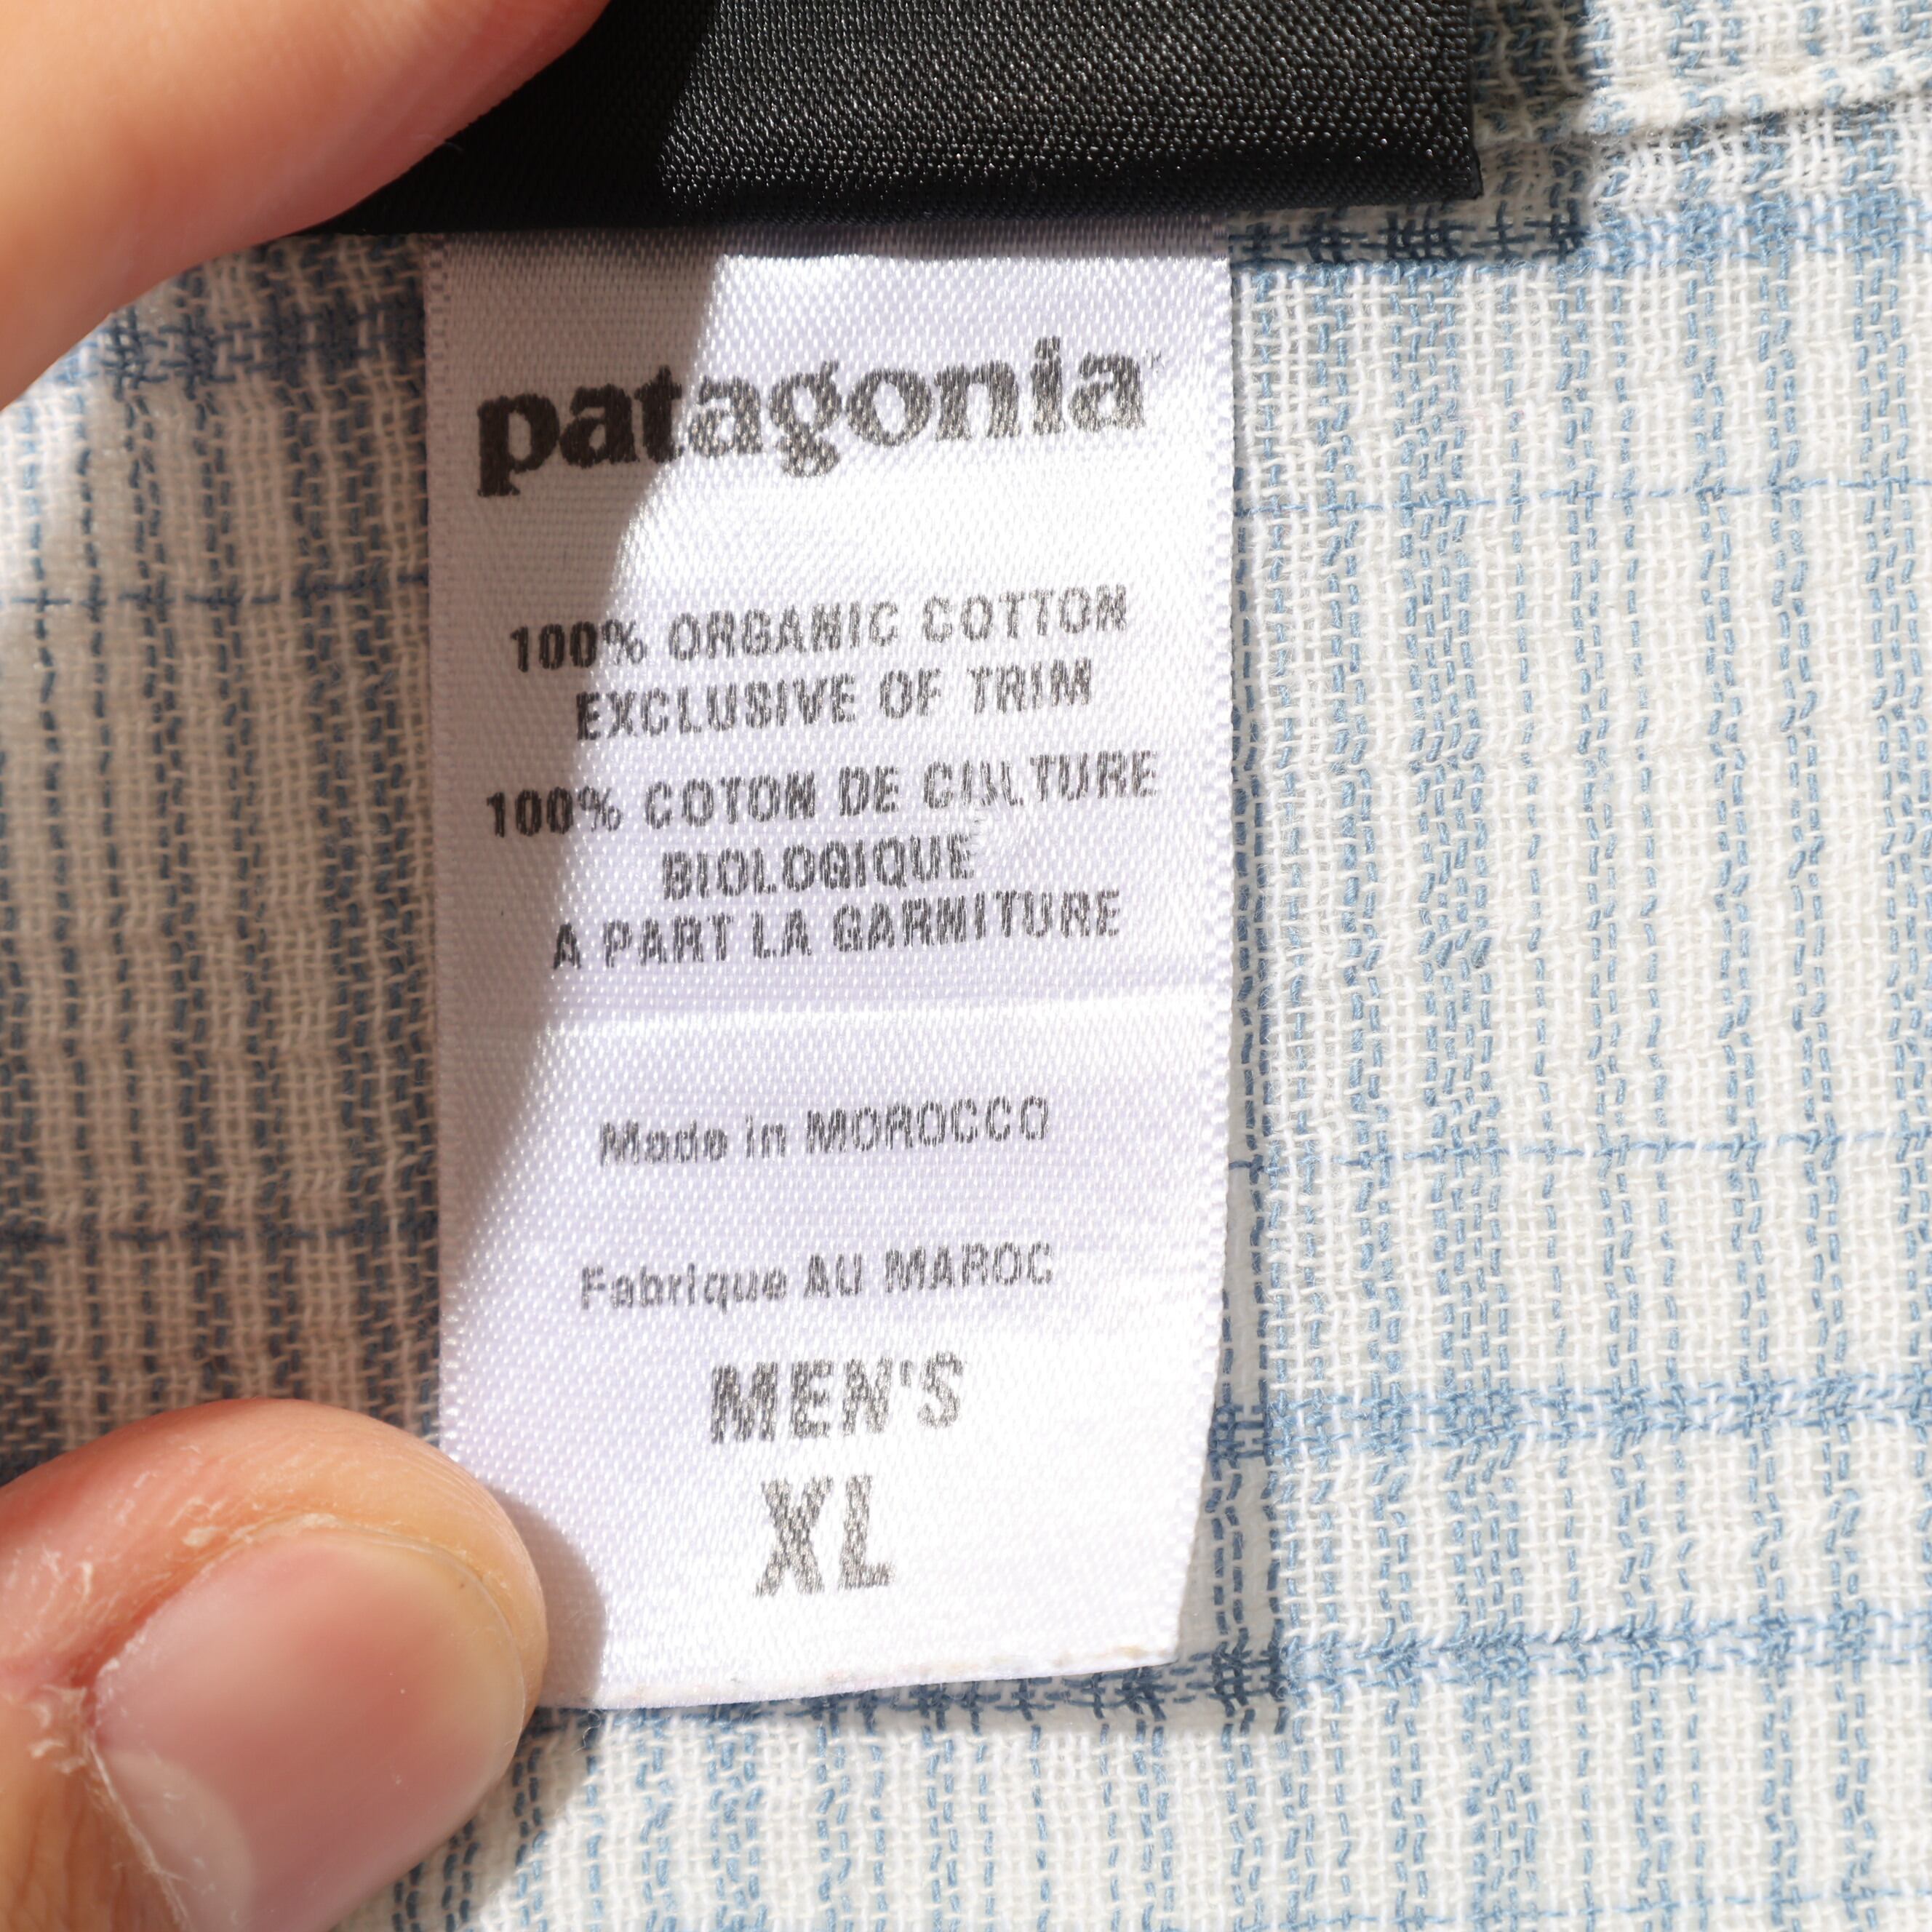 patagonia
100% ORGANIC COTTON
EXCLUSIVE OF TRIM
100% COTON DE CULTURE
BIOLOGIQUE
A PART LA GARNITURE
Made in MOROCCO
Fabrique AU MAROC
MEN'S
XL